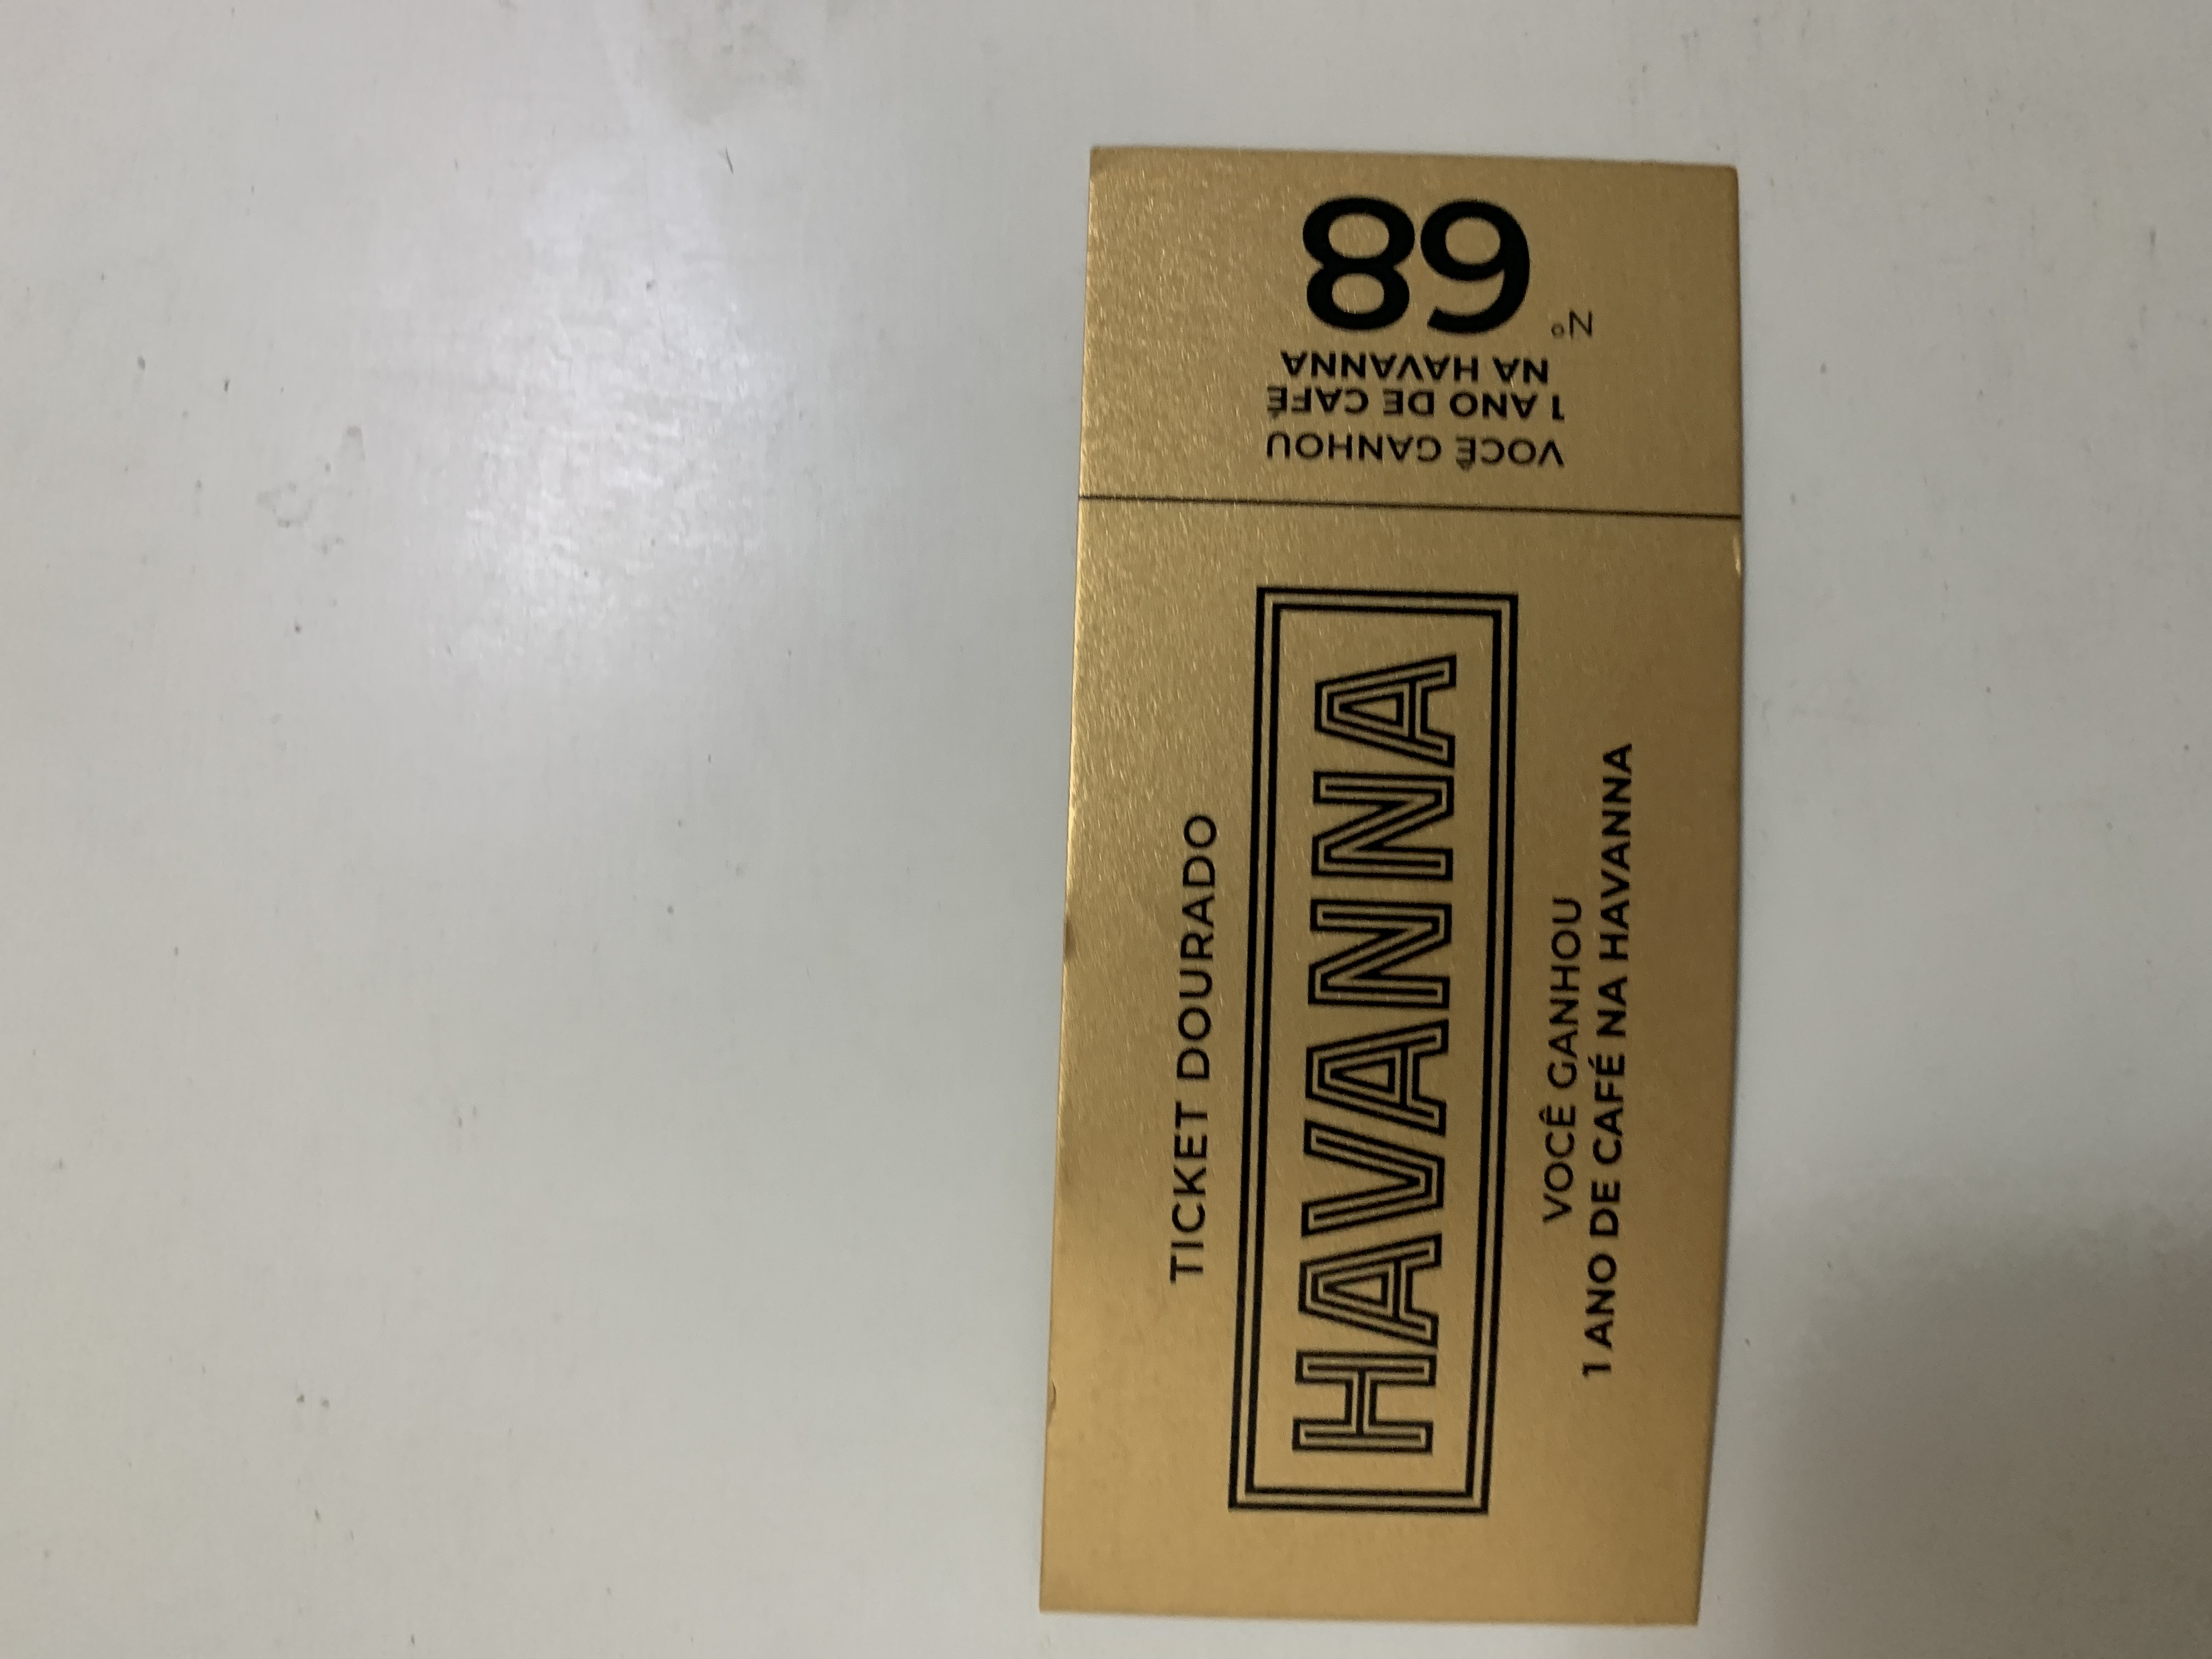 TICKET DOURADO
HAVANNA
VOCÊ GANHOU
1 ANO DE CAFÉ NA HAVANNA
VOCÊ GANHOU
1 ANO DE CAFÉ
NA HAVANNA
Nº 68